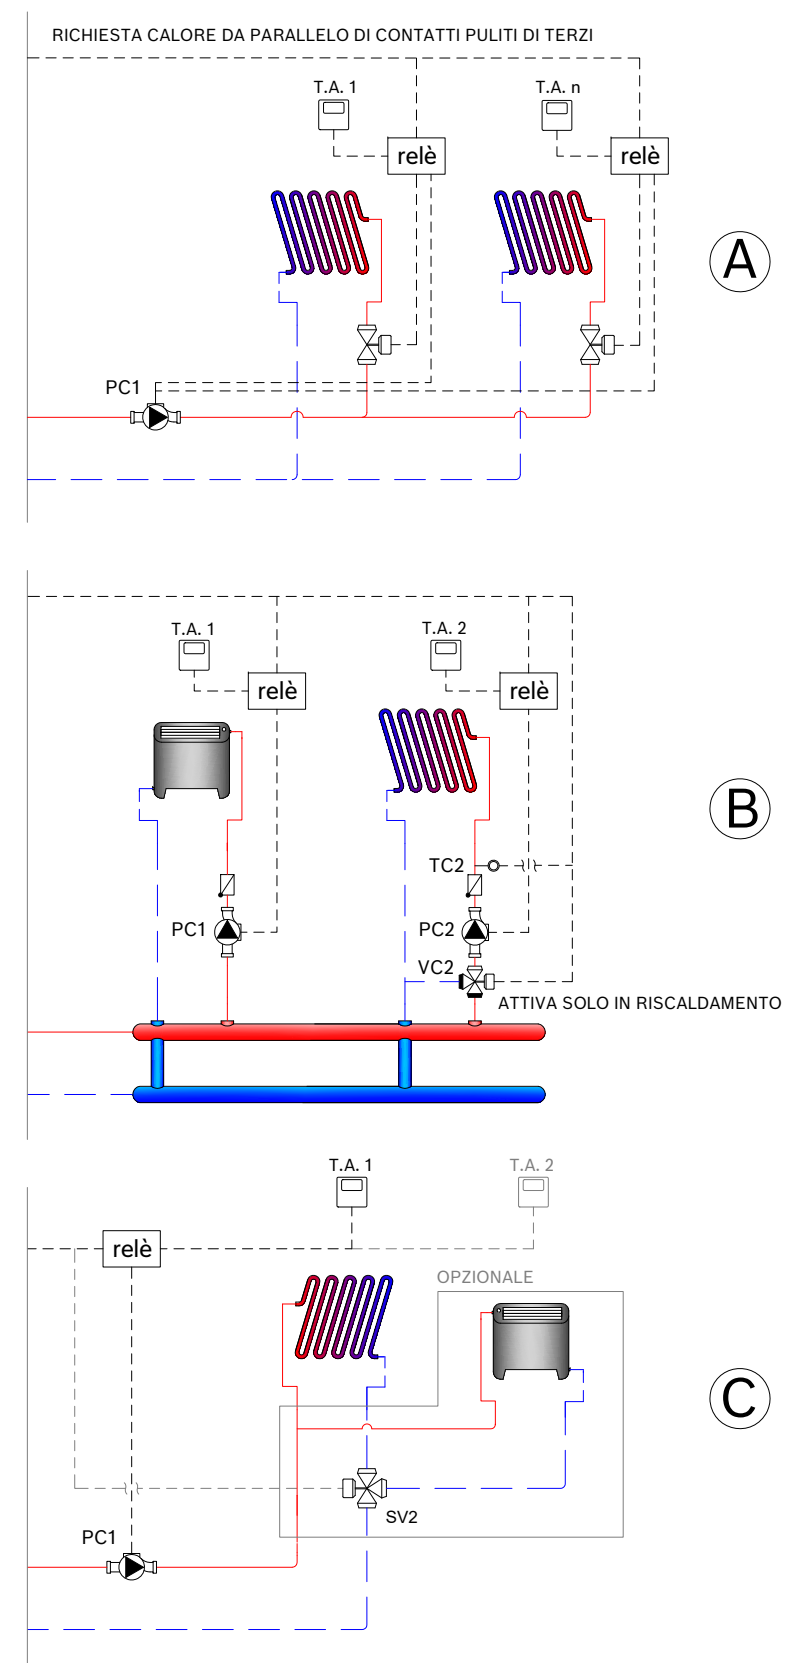 RICHIESTA CALORE DA PARALLELO DI CONTATTI PULITI DI TERZI
T.A. 1
T.A. n
relè
relè
A
PC1
T.A. 1
T.A. 2
relè
relè
B
TC2
PC1
PC2
VC2
ATTIVA SOLO IN RISCALDAMENTO
T.A. 1
T.A. 2
relè
OPZIONALE
C
SV2
PC1